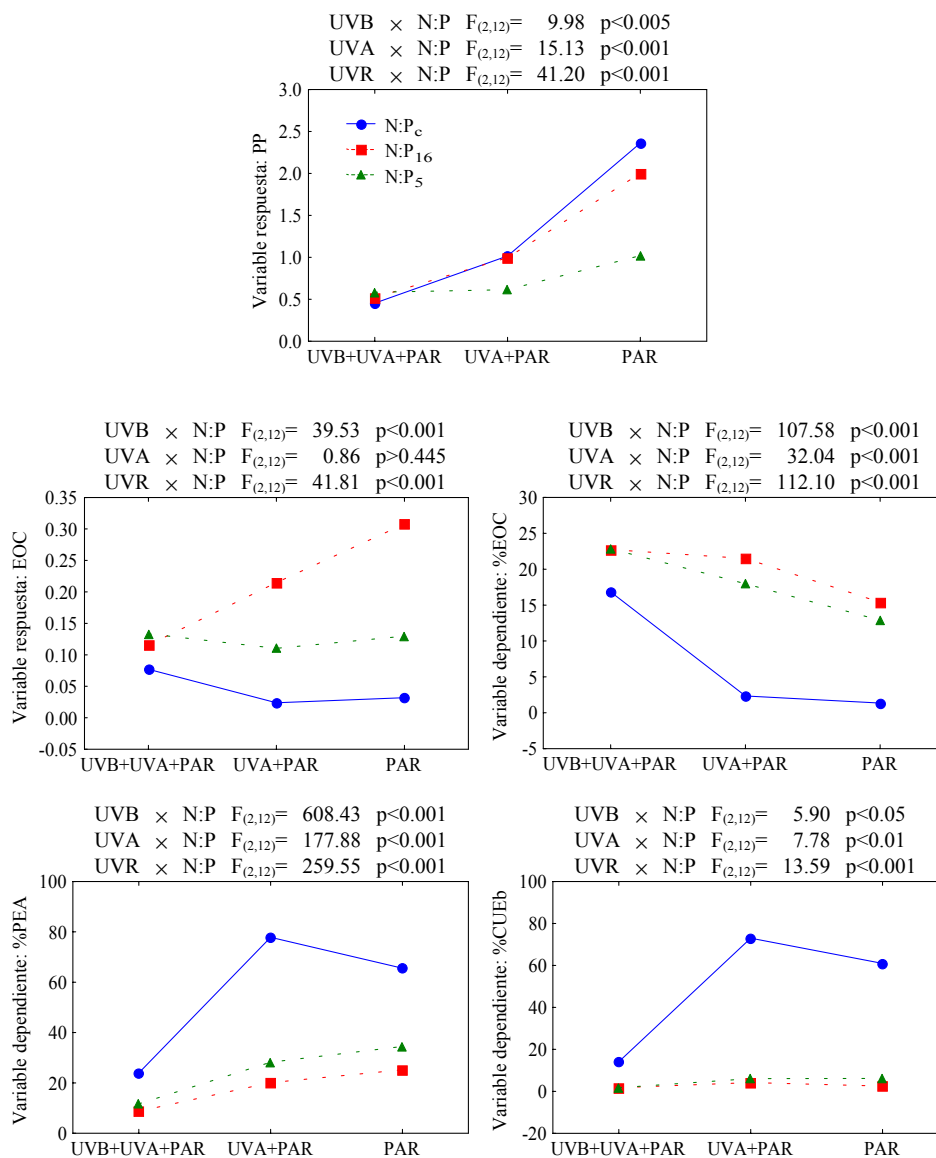 UVB × N:P F(2,12)= 9.98 p<0.005
UVA × N:P F(2,12)= 15.13 p<0.001
UVR × N:P F(2,12)= 41.20 p<0.001
Variable respuesta: PP
3.0
2.5
2.0
1.5
1.0
0.5
0.0
N:Pc
N:P16
N:P5
UVB+UVA+PAR UVA+PAR PAR
UVB × N:P F(2,12)= 39.53 p<0.001
UVA × N:P F(2,12)= 0.86 p>0.445
UVR × N:P F(2,12)= 41.81 p<0.001
Variable respuesta: EOC
0.35
0.30
0.25
0.20
0.15
0.10
0.05
0.00
-0.05
UVB+UVA+PAR UVA+PAR PAR
UVB × N:P F(2,12)= 107.58 p<0.001
UVA × N:P F(2,12)= 32.04 p<0.001
UVR × N:P F(2,12)= 112.10 p<0.001
Variable dependiente: %EOC
30
25
20
15
10
5
0
-5
UVB+UVA+PAR UVA+PAR PAR
UVB × N:P F(2,12)= 608.43 p<0.001
UVA × N:P F(2,12)= 177.88 p<0.001
UVR × N:P F(2,12)= 259.55 p<0.001
Variable dependiente: %PEA
100
80
60
40
20
0
UVB+UVA+PAR UVA+PAR PAR
UVB × N:P F(2,12)= 5.90 p<0.05
UVA × N:P F(2,12)= 7.78 p<0.01
UVR × N:P F(2,12)= 13.59 p<0.001
Variable dependiente: %CUEb
100
80
60
40
20
0
-20
UVB+UVA+PAR UVA+PAR PAR